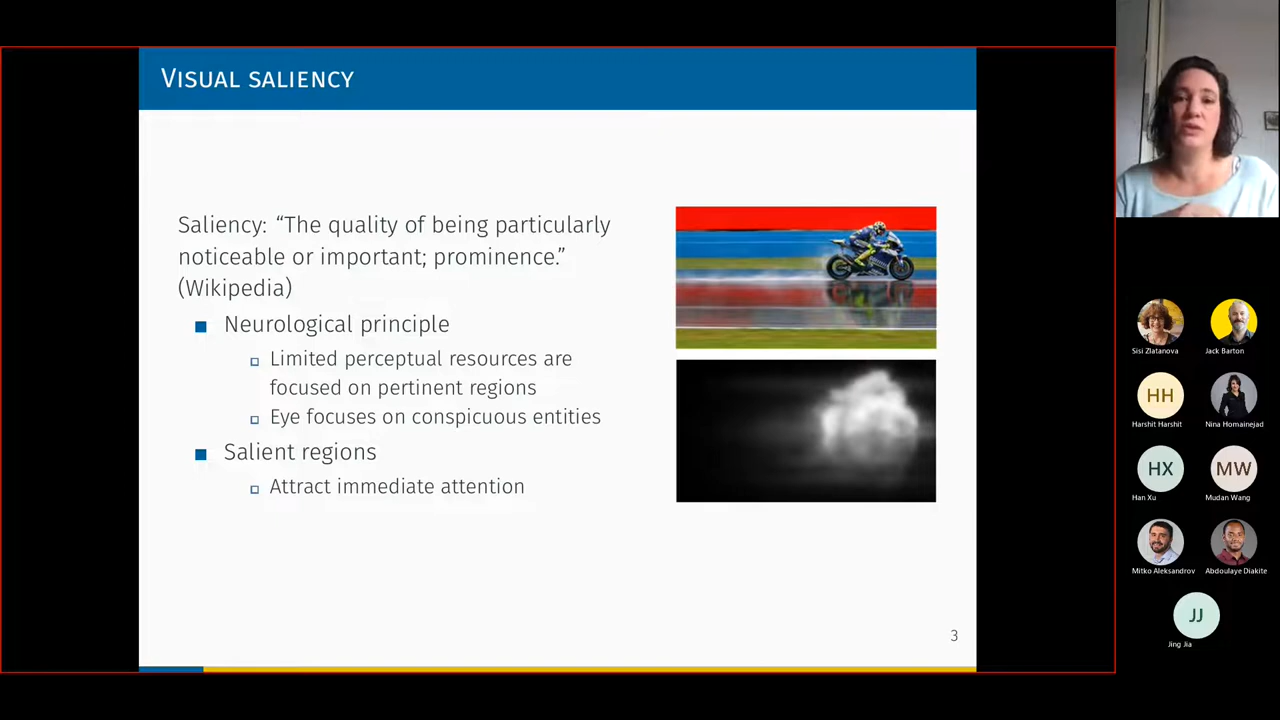 VISUAL SALIENCY
Saliency: “The quality of being particularly
noticeable or important; prominence.”
(Wikipedia)
Neurological principle
Limited perceptual resources are
focused on pertinent regions
Eye focuses on conspicuous entities
Salient regions
Attract immediate attention
3
Sisi Zlatanova
Jack Barton
HH
Harshit Harshit
Nina Homainejad
HX
Han Xu
MW
Mudan Wang
Mitko Aleksandrov
Abdoulaye Diakite
JJ
Jing Jia